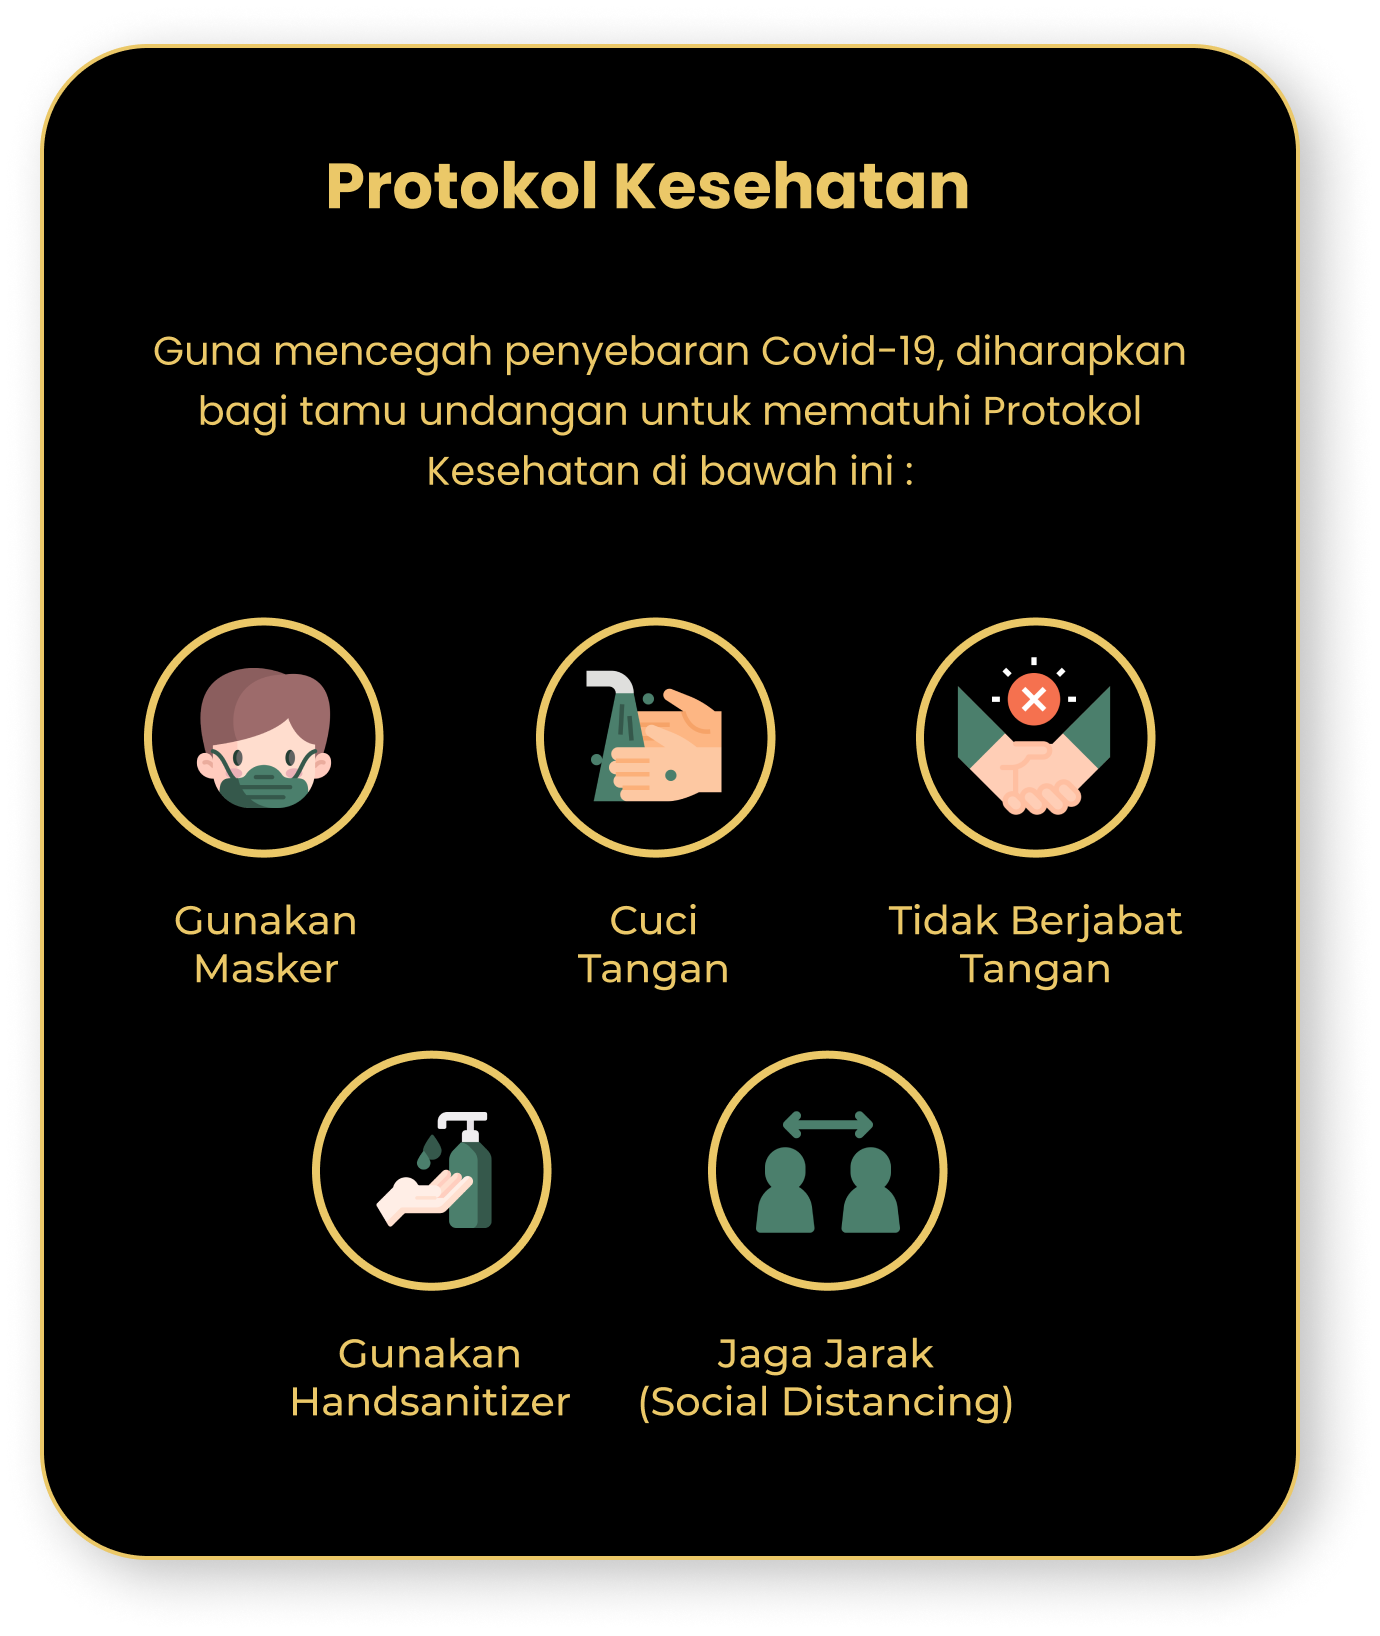 Protokol Kesehatan
Guna mencegah penyebaran Covid-19, diharapkan
bagi tamu undangan untuk mematuhi Protokol
Kesehatan di bawah ini :
Gunakan
Masker
Cuci
Tangan
Tidak Berjabat
Tangan
Gunakan
Handsanitizer
Jaga Jarak
(Social Distancing)